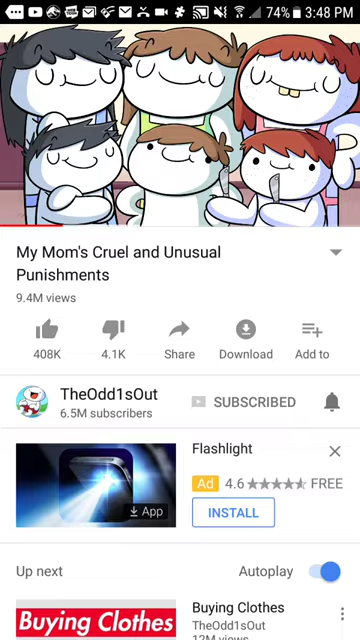 74% 3:48 PM
My Mom's Cruel and Unusual
Punishments
9.4M views
408K 4.1K Share Download Add to
TheOdd1sOut
6.5M subscribers
SUBSCRIBED
Flashlight
Ad 4.6 FREE
App
INSTALL
Up next Autoplay
Buying Clothes
Buying Clothes
TheOdd1sOut
12M views